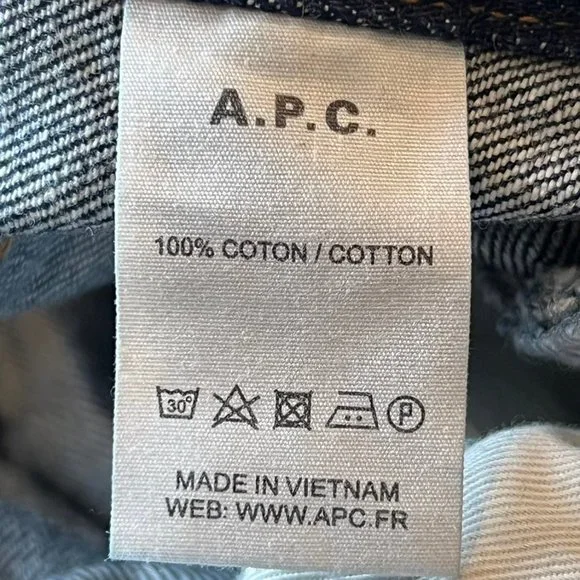 A.P.C.
100% COTON / COTTON
30° P
MADE IN VIETNAM
WEB: WWW.APC.FR